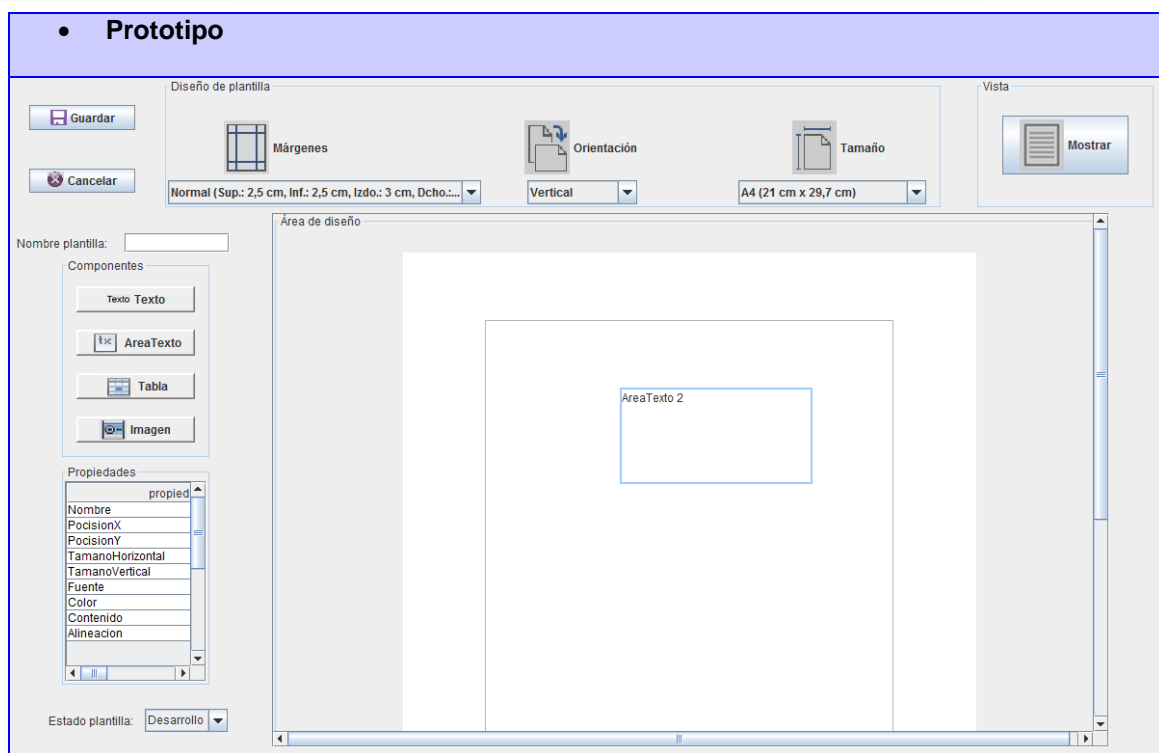 • Prototipo
Guardar
Cancelar
Diseño de plantilla
Márgenes
Normal (Sup.: 2,5 cm, Inf.: 2,5 cm, Izdo.: 3 cm, Dcho.:...
Orientación
Vertical
Tamaño
A4 (21 cm x 29,7 cm)
Vista
Mostrar
Nombre plantilla:
Componentes
Texto Texto
tx AreaTexto
Tabla
Imagen
Propiedades
propied
Nombre
PocisionX
PocisionY
TamanoHorizontal
TamanoVertical
Fuente
Color
Contenido
Alineacion
Estado plantilla: Desarrollo
Área de diseño
AreaTexto 2